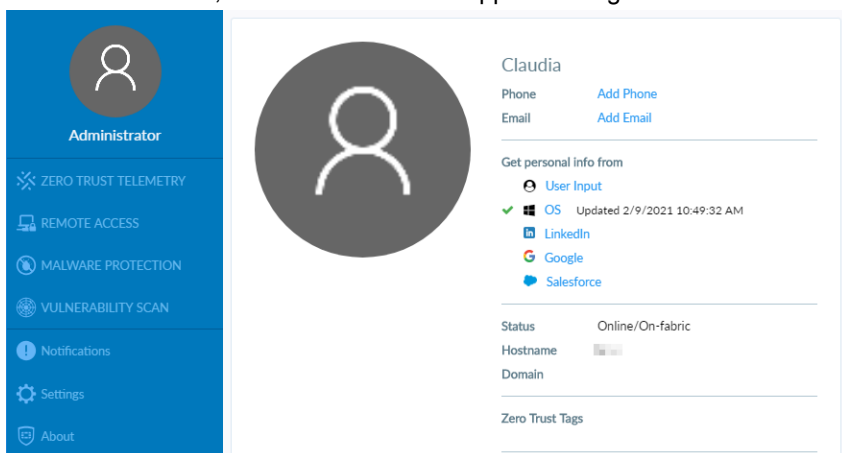 Administrator
ZERO TRUST TELEMETRY
REMOTE ACCESS
MALWARE PROTECTION
VULNERABILITY SCAN
Notifications
Settings
About
Claudia
Phone Add Phone
Email Add Email
Get personal info from
User Input
OS Updated 2/9/2021 10:49:32 AM
LinkedIn
Google
Salesforce
Status Online/On-fabric
Hostname
Domain
Zero Trust Tags